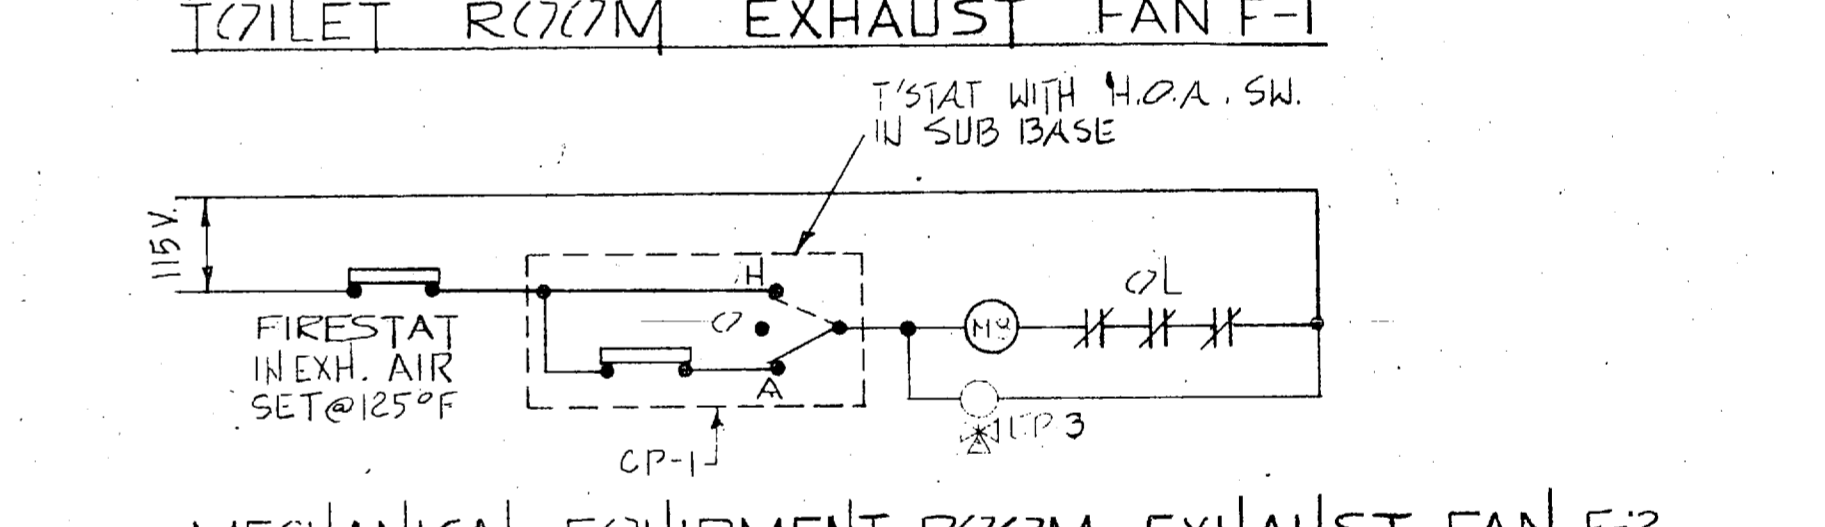 TOILET ROOM EXHAUST FAN F-1
T'STAT WITH H.O.A. SW.
IN SUB BASE
115 V.
H
O
A
OL
FIRESTAT
IN EXH. AIR
SET @ 125°F
CP-1
MECHANICAL EQUIPMENT ROOM EXHAUST FAN F-2